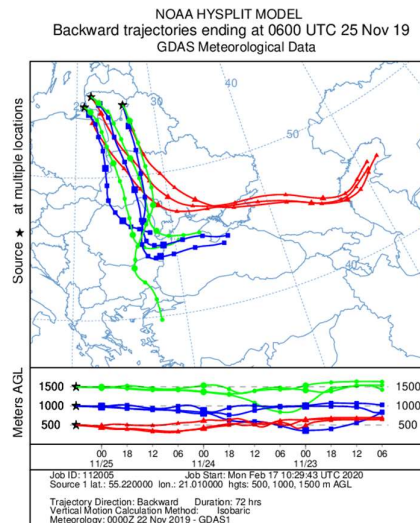 NOAA HYSPLIT MODEL
Backward trajectories ending at 0600 UTC 25 Nov 19
GDAS Meteorological Data
Source ★ at multiple locations
30
40
50
Meters AGL
1500
1000
500
1500
1000
500
00 18 12 06 00 18 12 06 00 18 12 06
11/25 11/24 11/23
Job ID: 112005 Job Start: Mon Feb 17 10:29:43 UTC 2020
Source 1 lat: 55.220000 lon.: 21.010000 hgts: 500, 1000, 1500 m AGL
Trajectory Direction: Backward Duration: 72 hrs
Vertical Motion Calculation Method: Isobaric
Meteorology: 0000Z 22 Nov 2019 - GDAS1